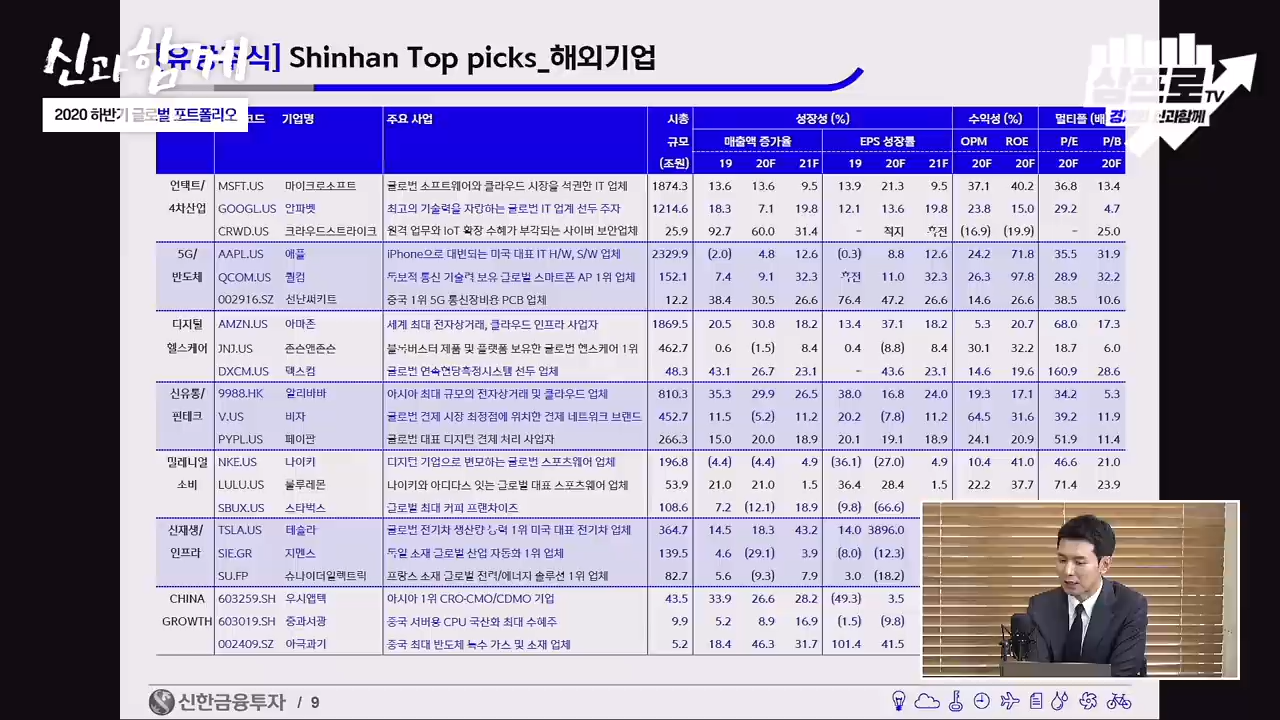 신과함께
2020 하반기 글로벌 포트폴리오
삼프로TV
식] Shinhan Top picks_해외기업
코드 기업명 주요 사업 시총 성장성 (%) 수익성 (%) 멀티플 (배
규모 매출액 증가율 EPS 성장률 OPM ROE P/E P/B
(조원) 19 20F 21F 19 20F 21F 20F 20F 20F 20F
언택트/ MSFT.US 마이크로소프트 글로벌 소프트웨어와 클라우드 시장을 석권한 IT 업체 1874.3 13.6 13.6 9.5 13.9 21.3 9.5 37.1 40.2 36.8 13.4
4차산업 GOOGL.US 알파벳 최고의 기술력을 자랑하는 글로벌 IT 업계 선두 주자 1214.6 18.3 7.1 19.8 12.1 13.6 19.8 23.8 15.0 29.2 4.7
CRWD.US 크라우드스트라이크 원격 업무와 IoT 확장 수혜가 부각되는 사이버 보안업체 25.9 92.7 60.0 31.4 - 적지 흑전 (16.9) (19.9) - 25.0
5G/ AAPL.US 애플 iPhone으로 대변되는 미국 대표 IT H/W, S/W 업체 2329.9 (2.0) 4.8 12.6 (0.3) 8.8 12.6 24.2 71.8 35.5 31.9
반도체 QCOM.US 퀄컴 독보적 통신 기술력 보유 글로벌 스마트폰 AP 1위 업체 152.1 7.4 9.1 32.3 흑전 11.0 32.3 26.3 97.8 28.9 32.2
002916.SZ 선난써키트 중국 1위 5G 통신장비용 PCB 업체 12.2 38.4 30.5 26.6 76.4 47.2 26.6 14.6 26.6 38.5 10.6
디지털 AMZN.US 아마존 세계 최대 전자상거래, 클라우드 인프라 사업자 1869.5 20.5 30.8 18.2 13.4 37.1 18.2 5.3 20.7 68.0 17.3
헬스케어 JNJ.US 존슨앤존슨 블록버스터 제품 및 플랫폼 보유한 글로벌 헬스케어 1위 462.7 0.6 (1.5) 8.4 0.4 (8.8) 8.4 30.1 32.2 18.7 6.0
DXCM.US 덱스컴 글로벌 연속혈당측정시스템 선두 업체 48.3 43.1 26.7 23.1 - 43.6 23.1 14.6 19.6 160.9 28.6
신유통/ 9988.HK 알리바바 아시아 최대 규모의 전자상거래 및 클라우드 업체 810.3 35.3 29.9 26.5 38.0 16.8 24.0 19.3 17.1 34.2 5.3
핀테크 V.US 비자 글로벌 결제 시장 최정점에 위치한 결제 네트워크 브랜드 452.7 11.5 (5.2) 11.2 20.2 (7.8) 11.2 64.5 31.6 39.2 11.9
PYPL.US 페이팔 글로벌 대표 디지털 결제 처리 사업자 266.3 15.0 20.0 18.9 20.1 19.1 18.9 24.1 20.9 51.9 11.4
밀레니얼 NKE.US 나이키 디지털 기업으로 변모하는 글로벌 스포츠웨어 업체 196.8 (4.4) (4.4) 4.9 (36.1) (27.0) 4.9 10.4 41.0 46.6 21.0
소비 LULU.US 룰루레몬 나이키와 아디다스 잇는 글로벌 대표 스포츠웨어 업체 53.9 21.0 21.0 1.5 36.4 28.4 1.5 22.2 37.7 71.4 23.9
SBUX.US 스타벅스 글로벌 최대 커피 프랜차이즈 108.6 7.2 (12.1) 18.9 (9.8) (66.6)
신재생/ TSLA.US 테슬라 글로벌 전기차 생산량·능력 1위 미국 대표 전기차 업체 364.7 14.5 18.3 43.2 14.0 3896.0
인프라 SIE.GR 지멘스 독일 소재 글로벌 산업 자동화 1위 업체 139.5 4.6 (29.1) 3.9 (8.0) (12.3)
SU.FP 슈나이더일렉트릭 프랑스 소재 글로벌 전력/에너지 솔루션 1위 업체 82.7 5.6 (9.3) 7.9 3.0 (18.2)
CHINA 603259.SH 우시앱텍 아시아 1위 CRO·CMO/CDMO 기업 43.5 33.9 26.6 28.2 (49.3) 3.5
GROWTH 603019.SH 중과서광 중국 서버용 CPU 국산화 최대 수혜주 9.9 5.2 8.9 16.9 (1.5) (9.8)
002409.SZ 아극과기 중국 최대 반도체 특수 가스 및 소재 업체 5.2 18.4 46.3 31.7 101.4 41.5
신한금융투자 / 9